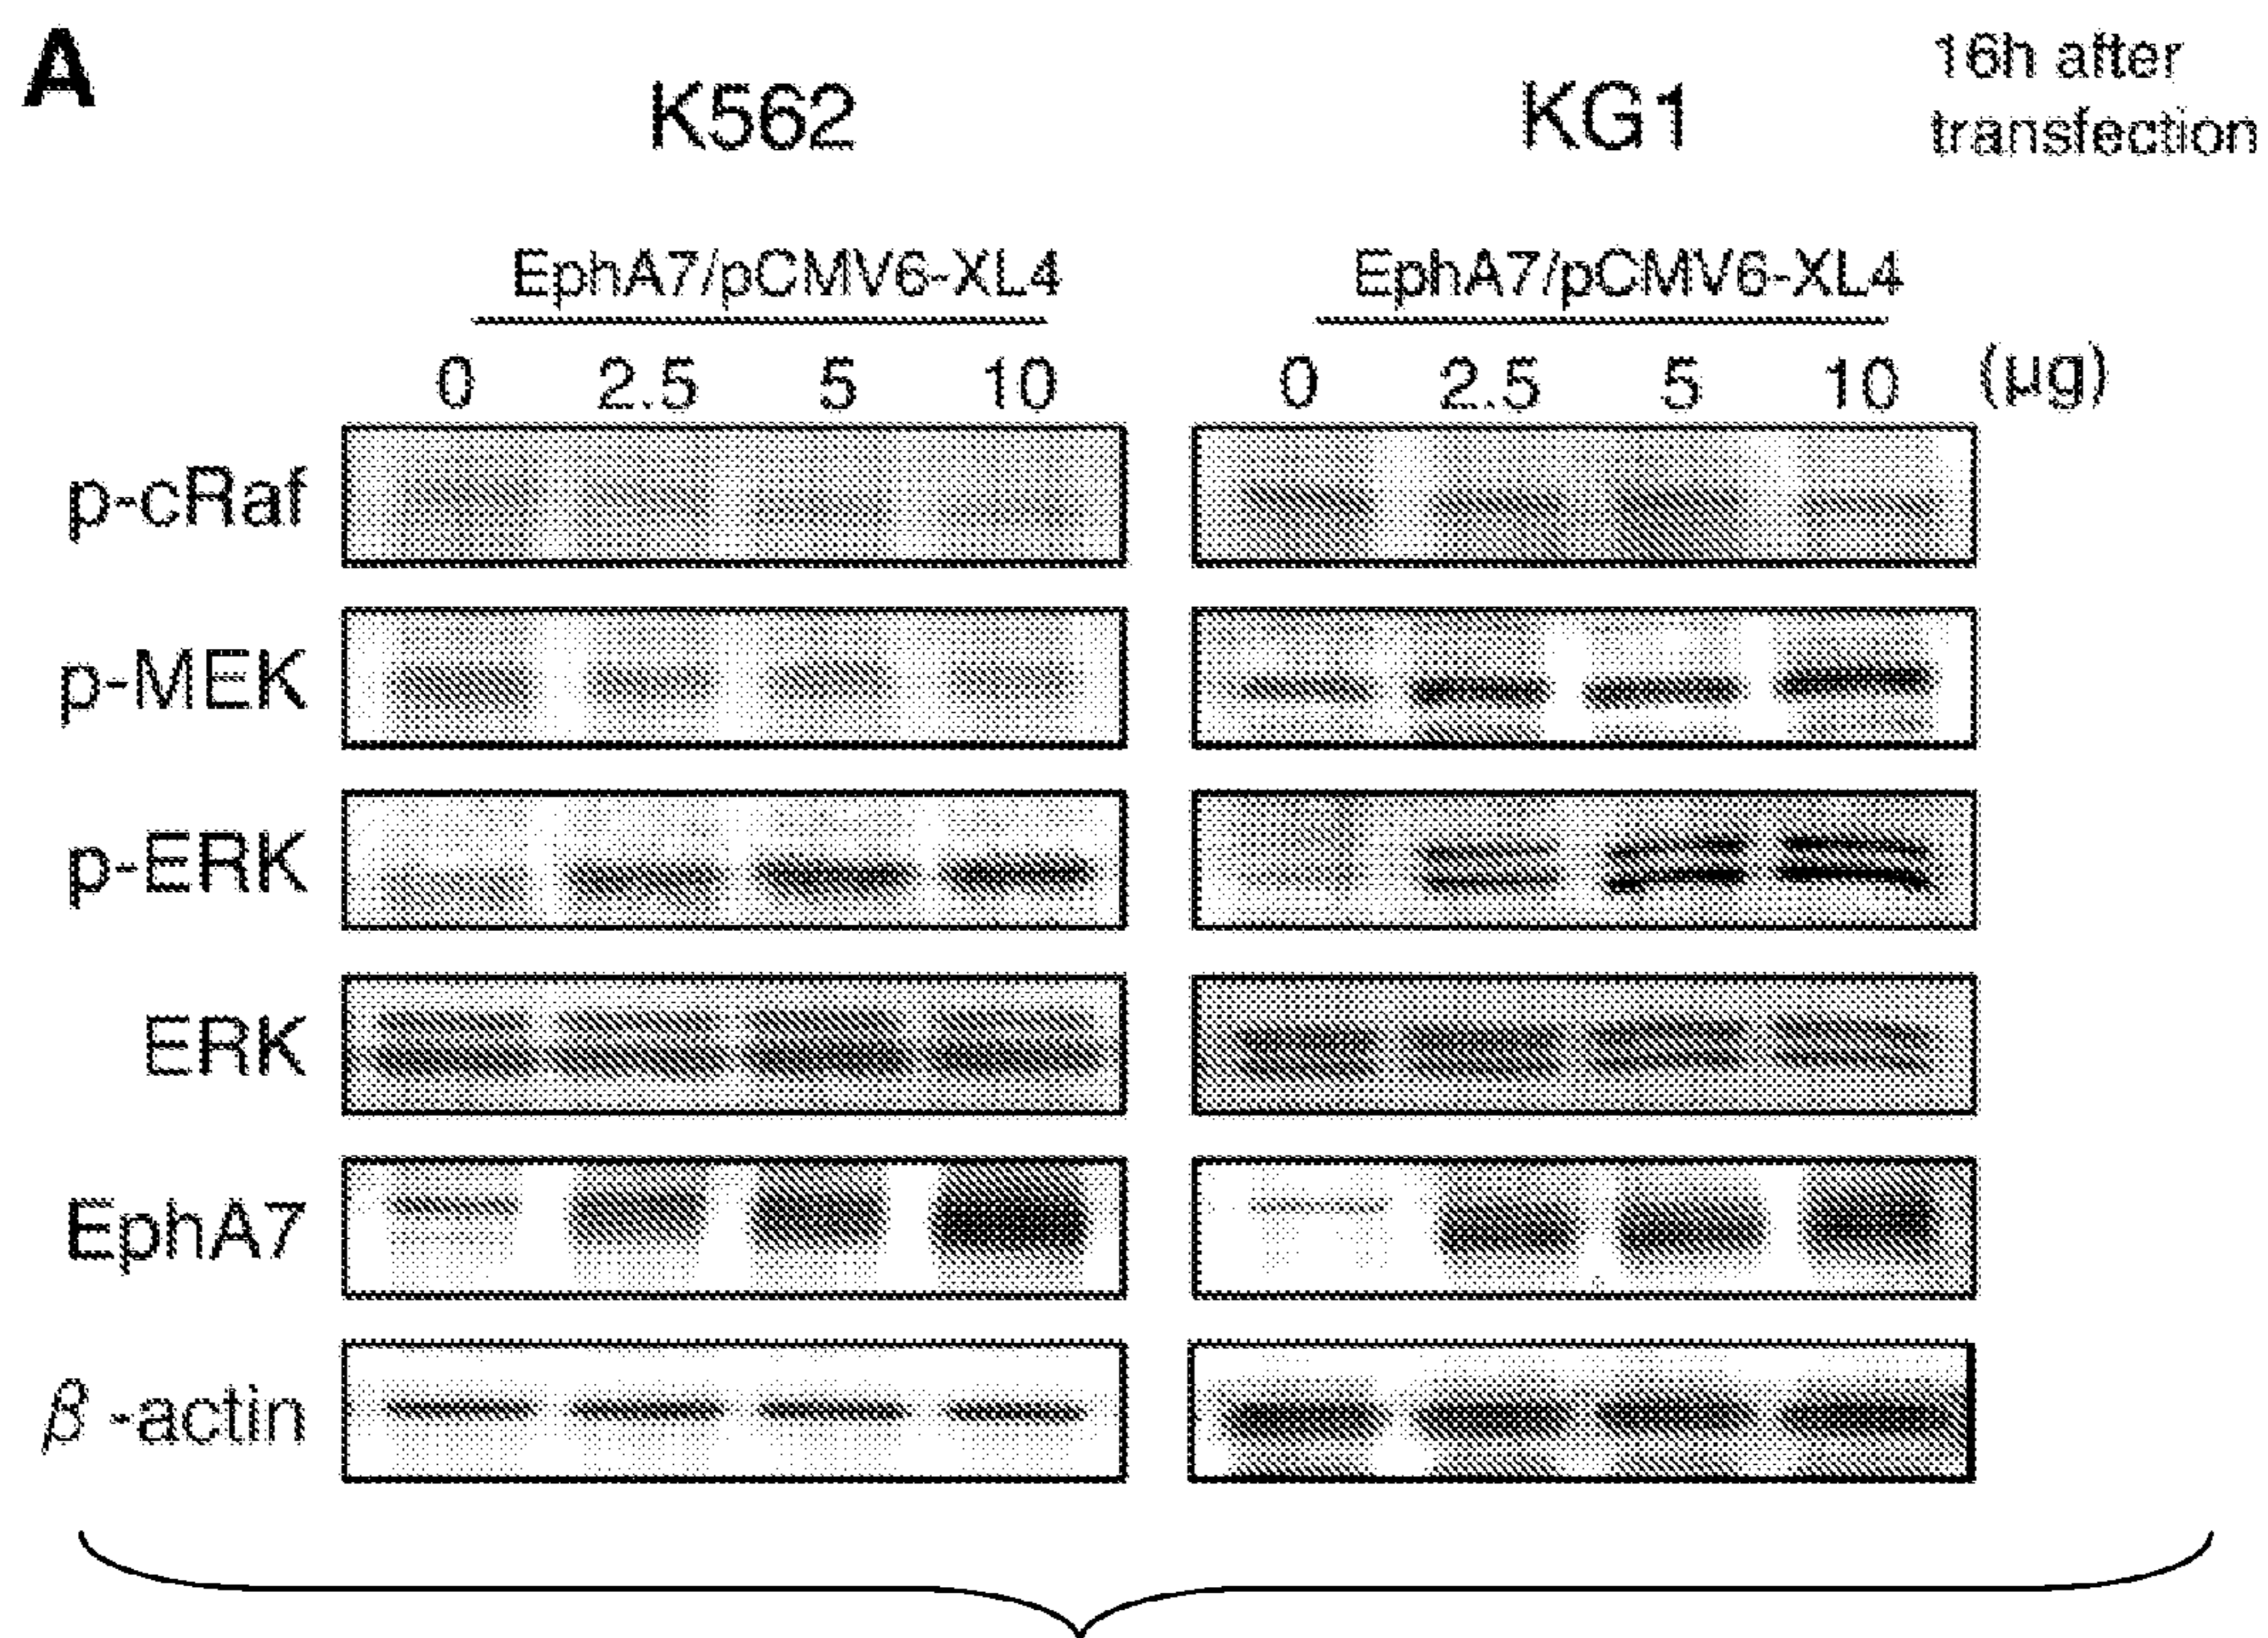 A
16h after
transfection
K562 KG1
EphA7/pCMV6-XL4 EphA7/pCMV6-XL4
0 2.5 5 10 0 2.5 5 10 (µg)
p-cRaf
p-MEK
p-ERK
ERK
EphA7
β-actin